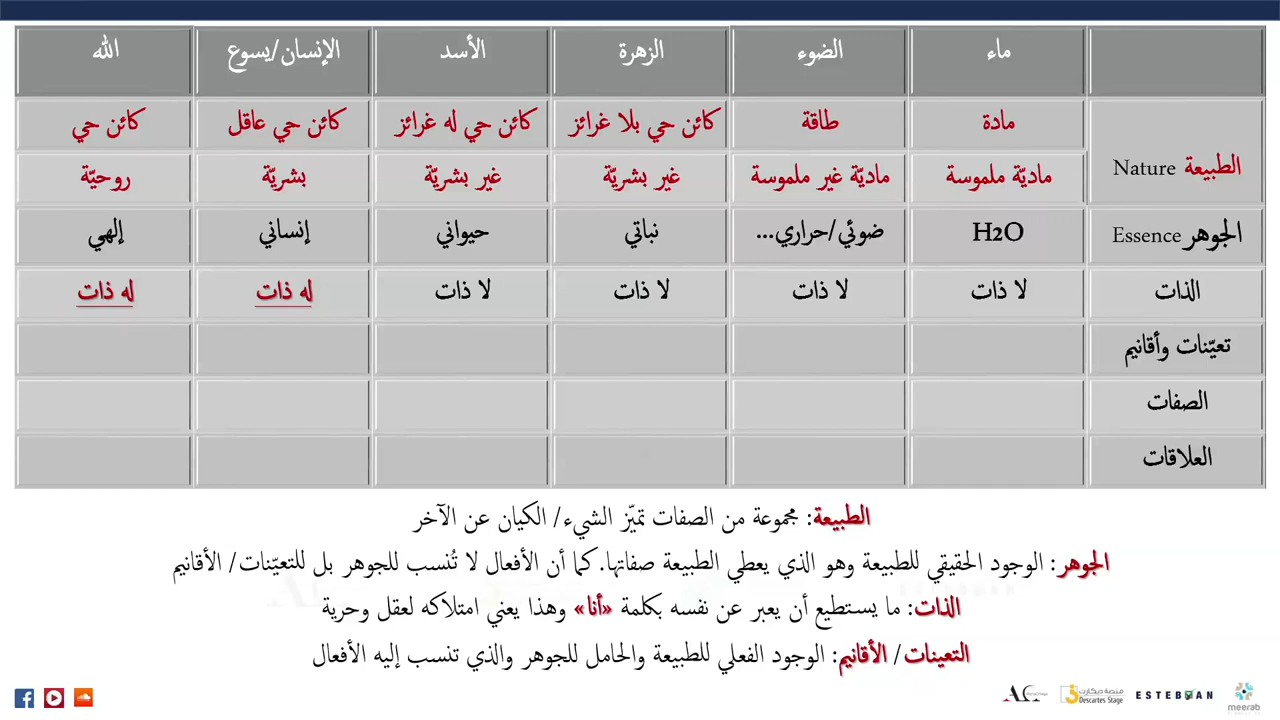 ماء الضوء الزهرة الأسد الإنسان/يسوع الله
مادة طاقة كائن حي بلا غرائز كائن حي له غرائز كائن حي عاقل كائن حي
الطبيعة Nature
ماديّة ملموسة ماديّة غير ملموسة غير بشريّة غير بشريّة بشريّة روحيّة
الجوهر Essence H2O ضوئي/حراري... نباتي حيواني إنساني إلهي
الذات لا ذات لا ذات لا ذات لا ذات له ذات له ذات
تعيّنات وأقانيم
الصفات
العلاقات
الطبيعة: مجموعة من الصفات تميّز الشيء/ الكيان عن الآخر
الجوهر: الوجود الحقيقي للطبيعة وهو الذي يعطي الطبيعة صفاتها. كما أن الأفعال لا تُنسب للجوهر بل للتعيّنات/ الأقانيم
الذات: ما يستطيع أن يعبر عن نفسه بكلمة «أنا» وهذا يعني امتلاكه لعقل وحرية
التعينات/ الأقانيم: الوجود الفعلي للطبيعة والحامل للجوهر والذي تنسب إليه الأفعال
AC منصة ديكارت Descartes Stage ESTEBAN meerab